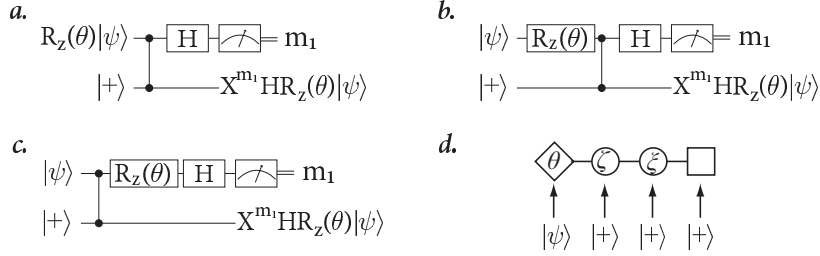 a.
R_z(θ)|ψ⟩ H m₁
|+⟩ X^{m₁}HR_z(θ)|ψ⟩
b.
|ψ⟩ R_z(θ) H m₁
|+⟩ X^{m₁}HR_z(θ)|ψ⟩
c.
|ψ⟩ R_z(θ) H m₁
|+⟩ X^{m₁}HR_z(θ)|ψ⟩
d.
θ ζ ξ
|ψ⟩ |+⟩ |+⟩ |+⟩